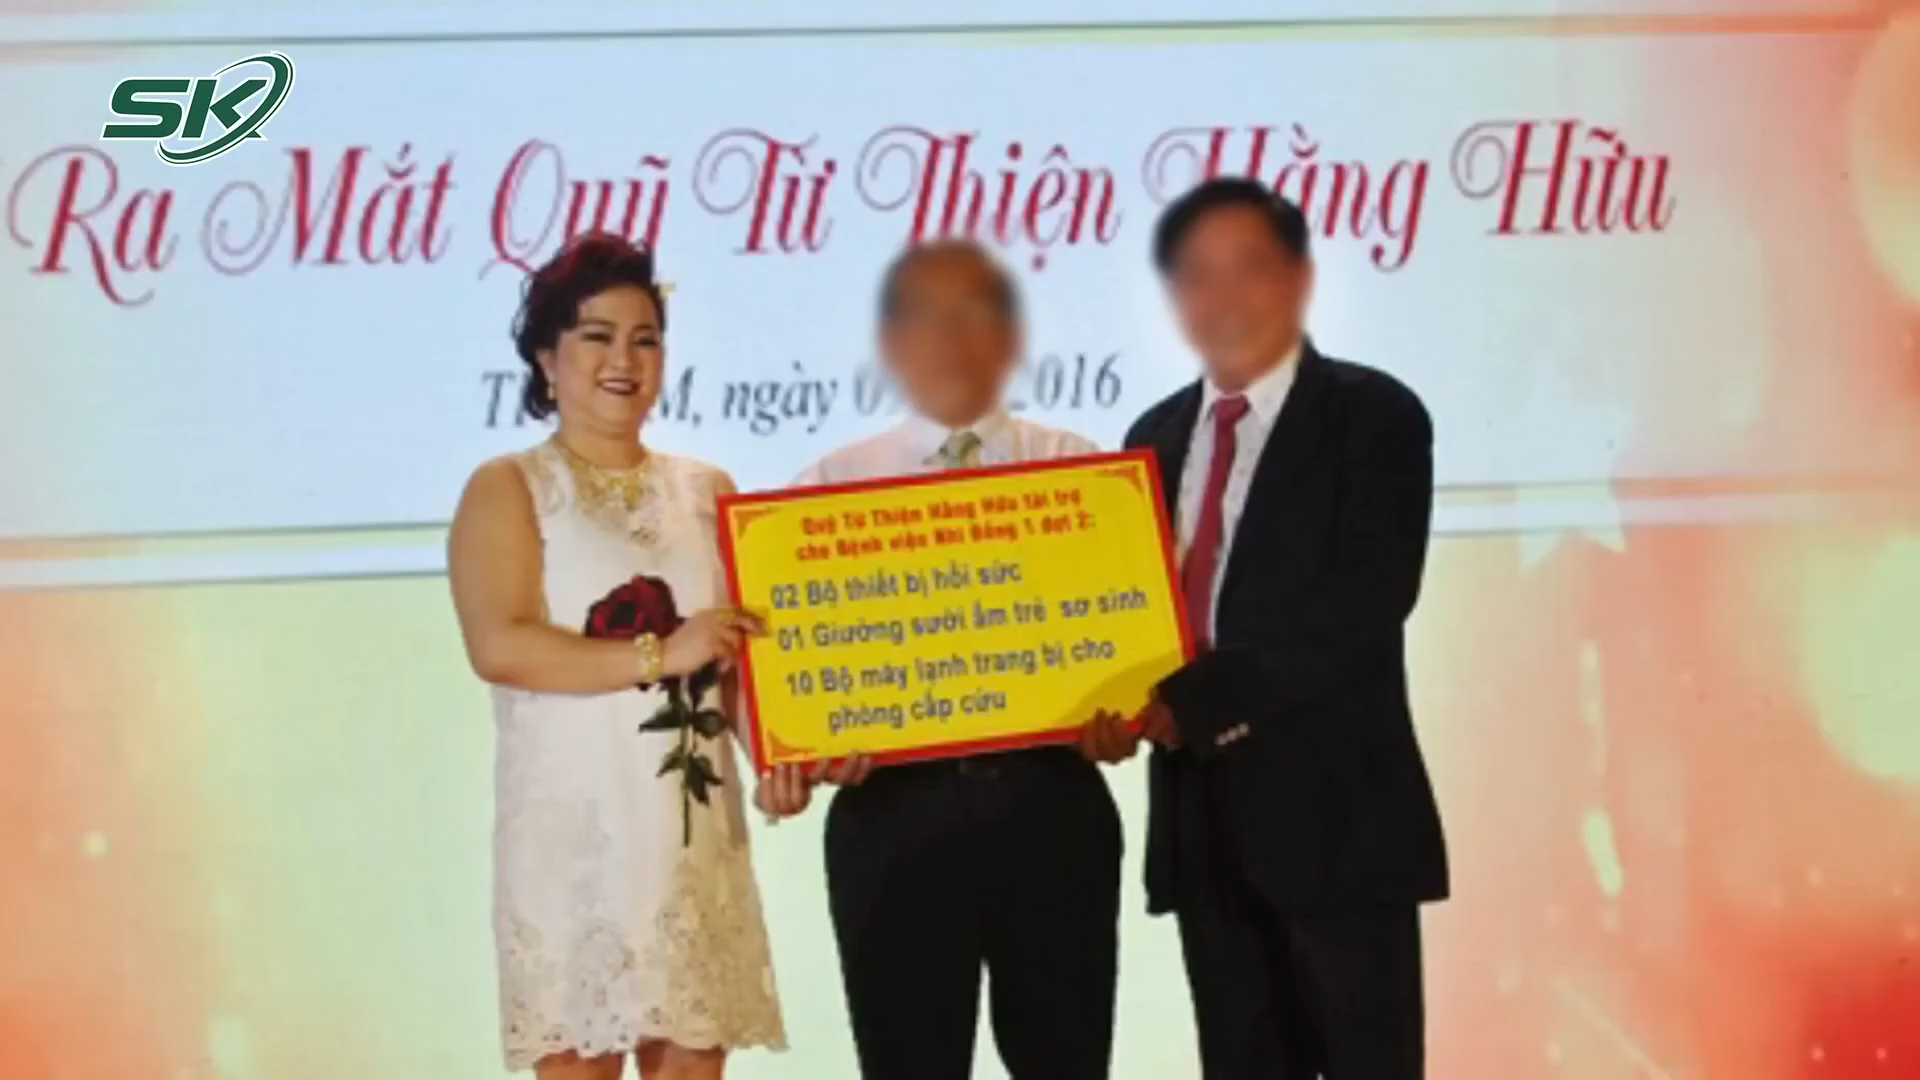 SK
Ra Mắt Quỹ Từ Thiện Hằng Hữu
ngày 2016
Quỹ Từ Thiện Hằng Hữu tài trợ
cho Bệnh viện Nhi Đồng 1 đợt 2:
02 Bộ thiết bị hồi sức
01 Giường sưởi ấm trẻ sơ sinh
10 Bộ máy lạnh trang bị cho
phòng cấp cứu